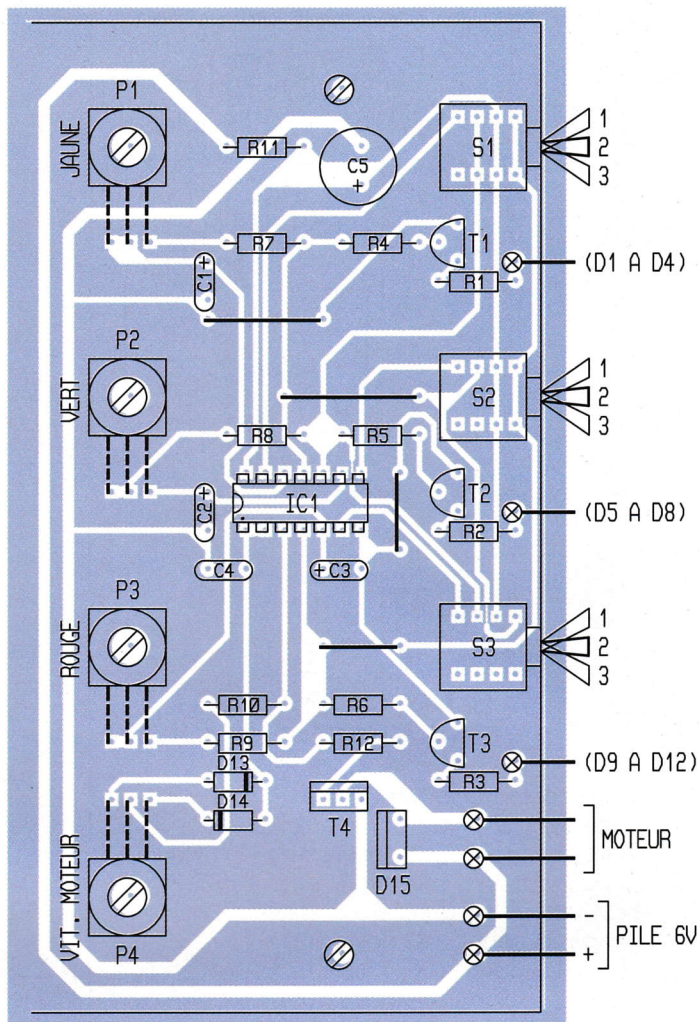 P1
JAUNE
R11
C5
+
S1
1
2
3
R7
R4
T1
C1+
R1
(D1 A D4)
P2
VERT
S2
1
2
3
R8
R5
IC1
T2
C2+
R2
(D5 A D8)
C4
+C3
P3
ROUGE
S3
1
2
3
R10
R6
R9
R12
T3
D13
R3
(D9 A D12)
D14
T4
D15
MOTEUR
VIT. MOTEUR
P4
-
+
PILE 6V